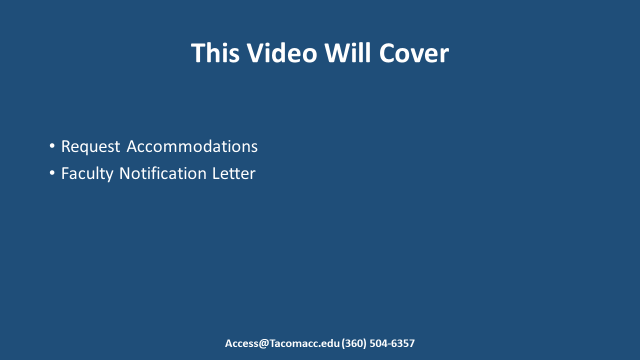 This Video Will Cover
• Request Accommodations
• Faculty Notification Letter
Access@Tacomacc.edu (360) 504-6357